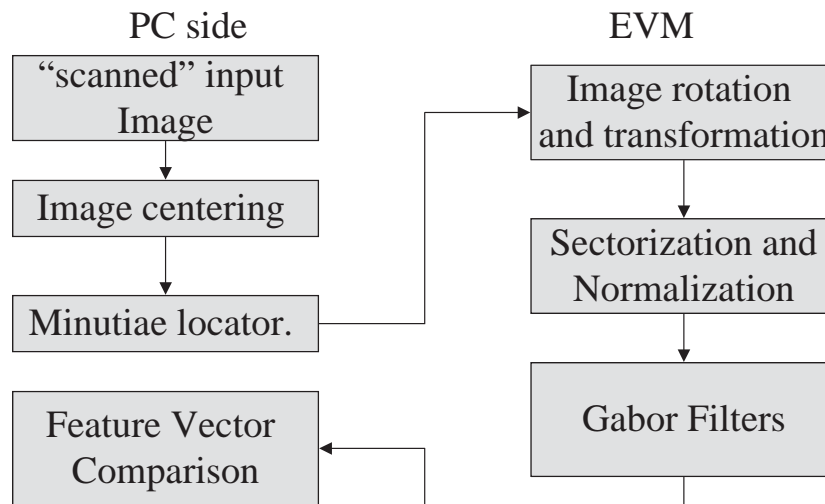 PC side
“scanned” input
Image
Image centering
Minutiae locator.
Feature Vector
Comparison
EVM
Image rotation
and transformation
Sectorization and
Normalization
Gabor Filters